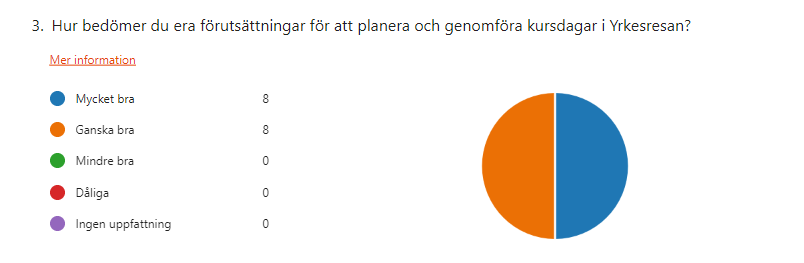 3. Hur bedömer du era förutsättningar för att planera och genomföra kursdagar i Yrkesresan?
Mer information
Mycket bra 8
Ganska bra 8
Mindre bra 0
Dåliga 0
Ingen uppfattning 0